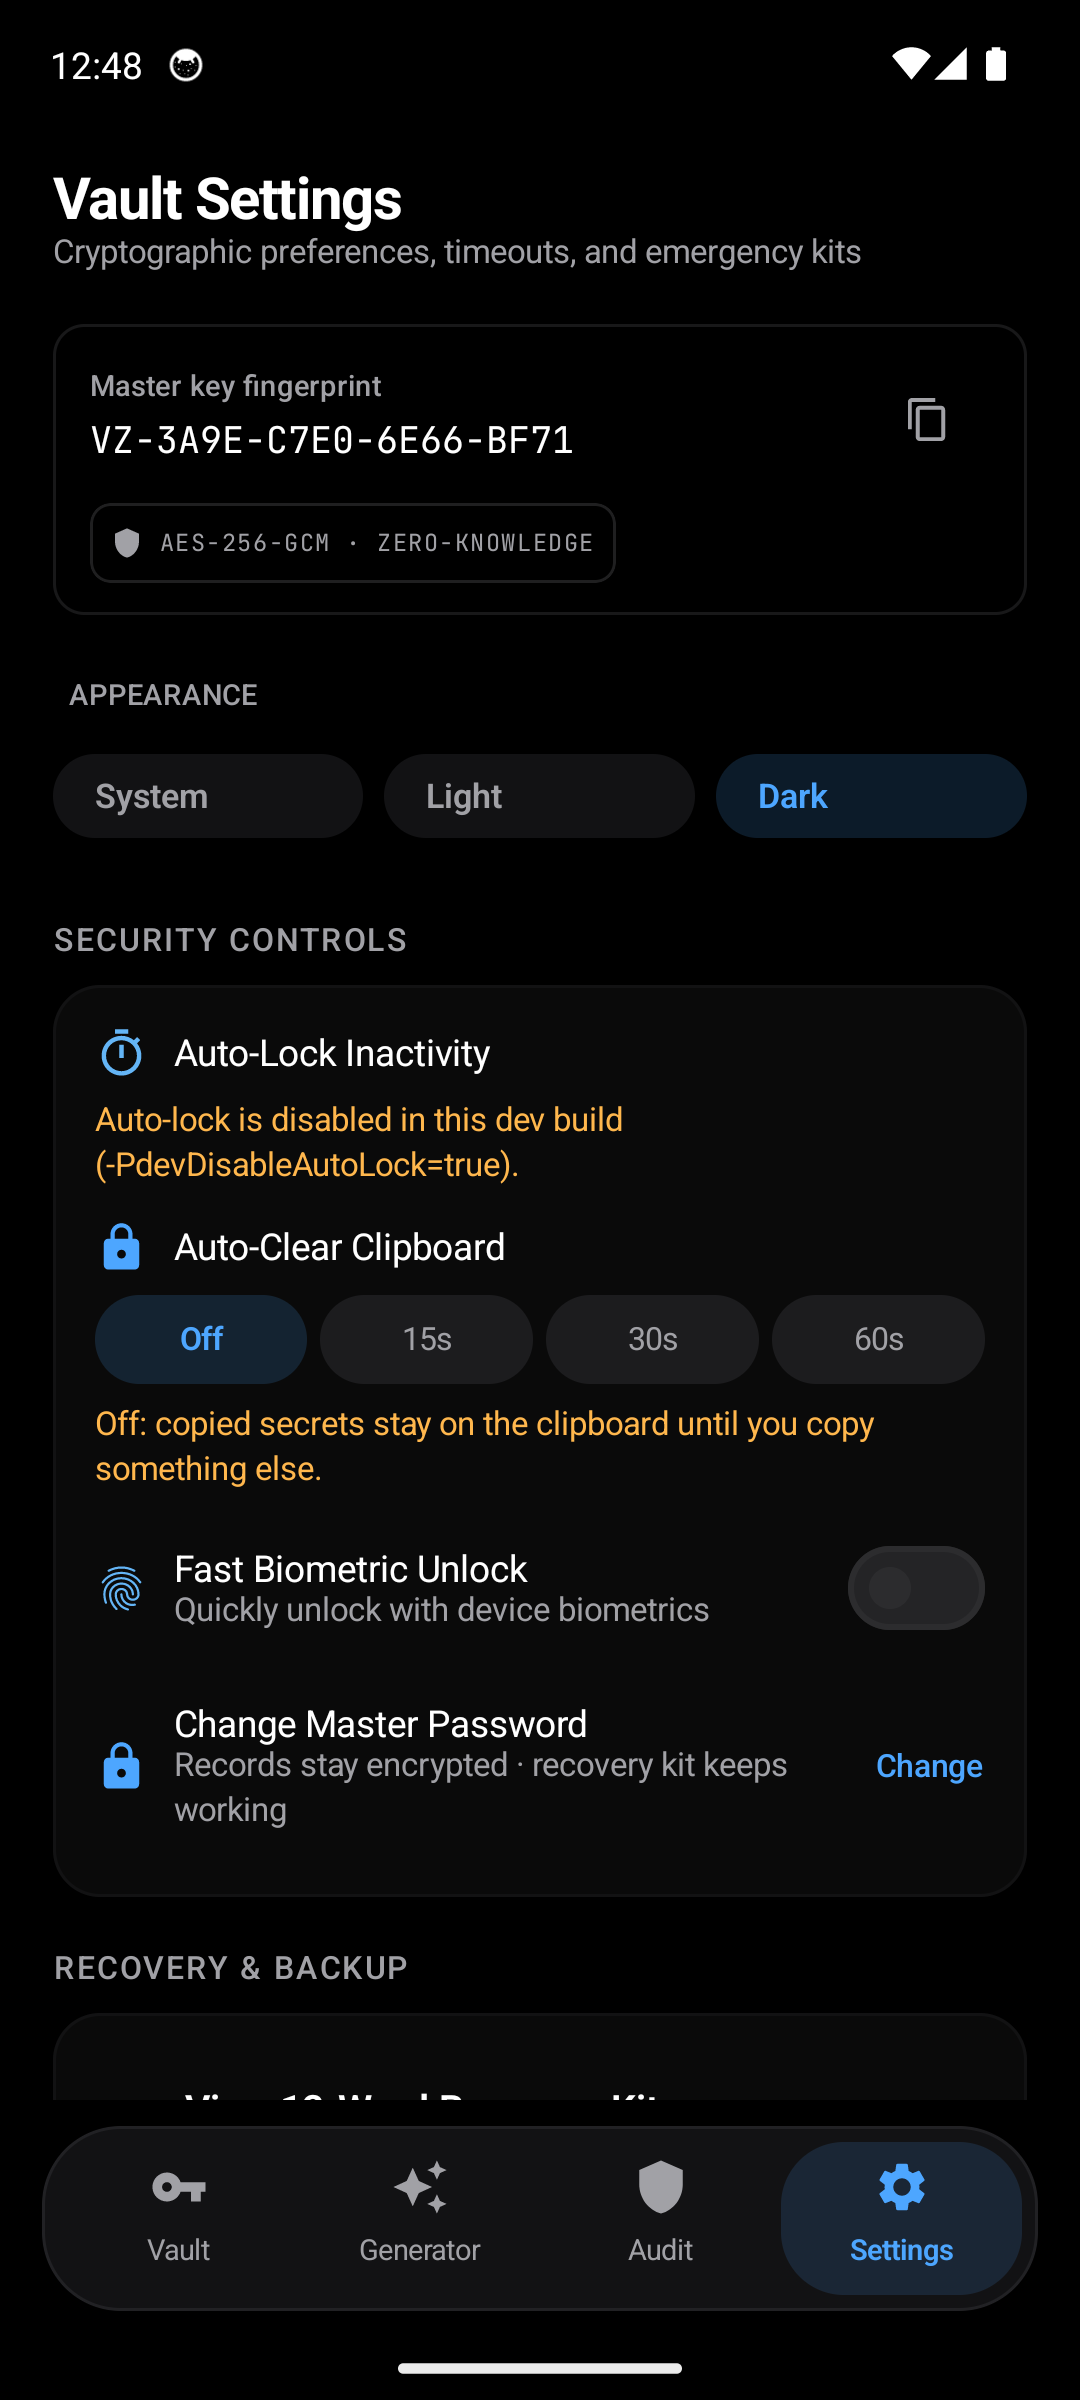 12:48
Vault Settings
Cryptographic preferences, timeouts, and emergency kits
Master key fingerprint
VZ-3A9E-C7E0-6E66-BF71
AES-256-GCM · ZERO-KNOWLEDGE
APPEARANCE
System
Light
Dark
SECURITY CONTROLS
Auto-Lock Inactivity
Auto-lock is disabled in this dev build
(-PdevDisableAutoLock=true).
Auto-Clear Clipboard
Off
15s
30s
60s
Off: copied secrets stay on the clipboard until you copy
something else.
Fast Biometric Unlock
Quickly unlock with device biometrics
Change Master Password
Records stay encrypted · recovery kit keeps
working
Change
RECOVERY & BACKUP
Vault
Generator
Audit
Settings